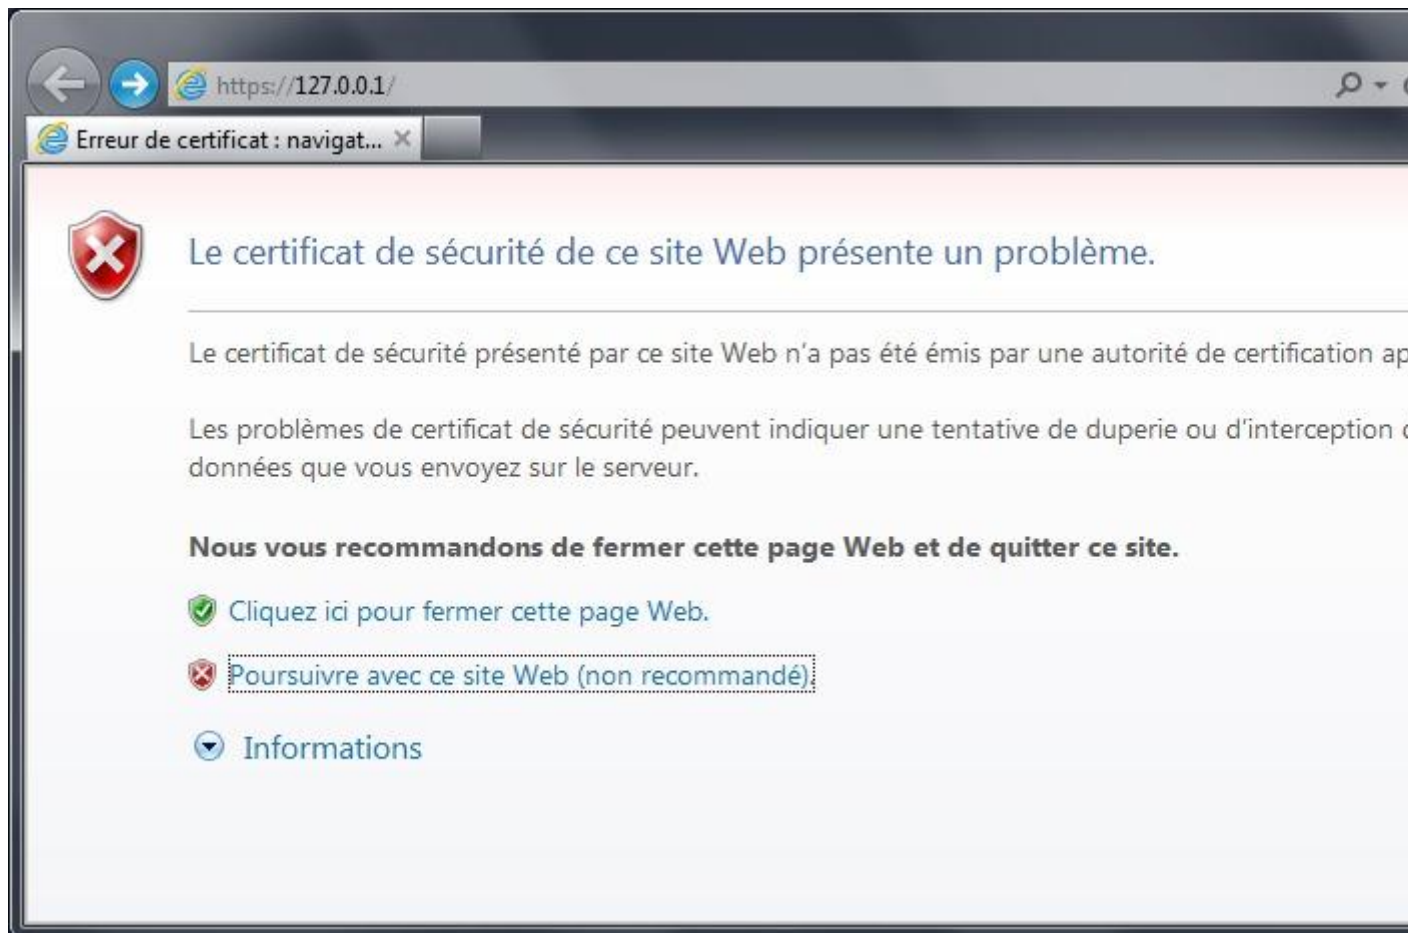 https://127.0.0.1/
Erreur de certificat : navigat...
Le certificat de sécurité de ce site Web présente un problème.
Le certificat de sécurité présenté par ce site Web n'a pas été émis par une autorité de certification ap
Les problèmes de certificat de sécurité peuvent indiquer une tentative de duperie ou d'interception
données que vous envoyez sur le serveur.
Nous vous recommandons de fermer cette page Web et de quitter ce site.
Cliquez ici pour fermer cette page Web.
Poursuivre avec ce site Web (non recommandé).
Informations